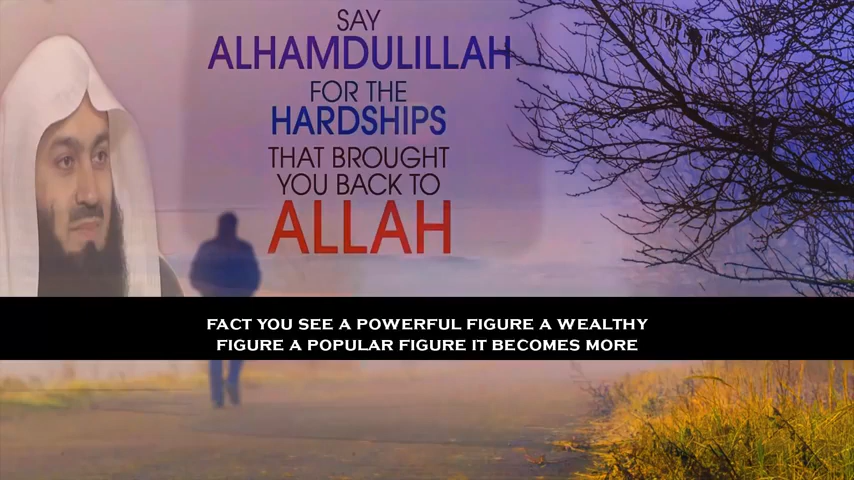 SAY
ALHAMDULILLAH
FOR THE
HARDSHIPS
THAT BROUGHT
YOU BACK TO
ALLAH
FACT YOU SEE A POWERFUL FIGURE A WEALTHY
FIGURE A POPULAR FIGURE IT BECOMES MORE